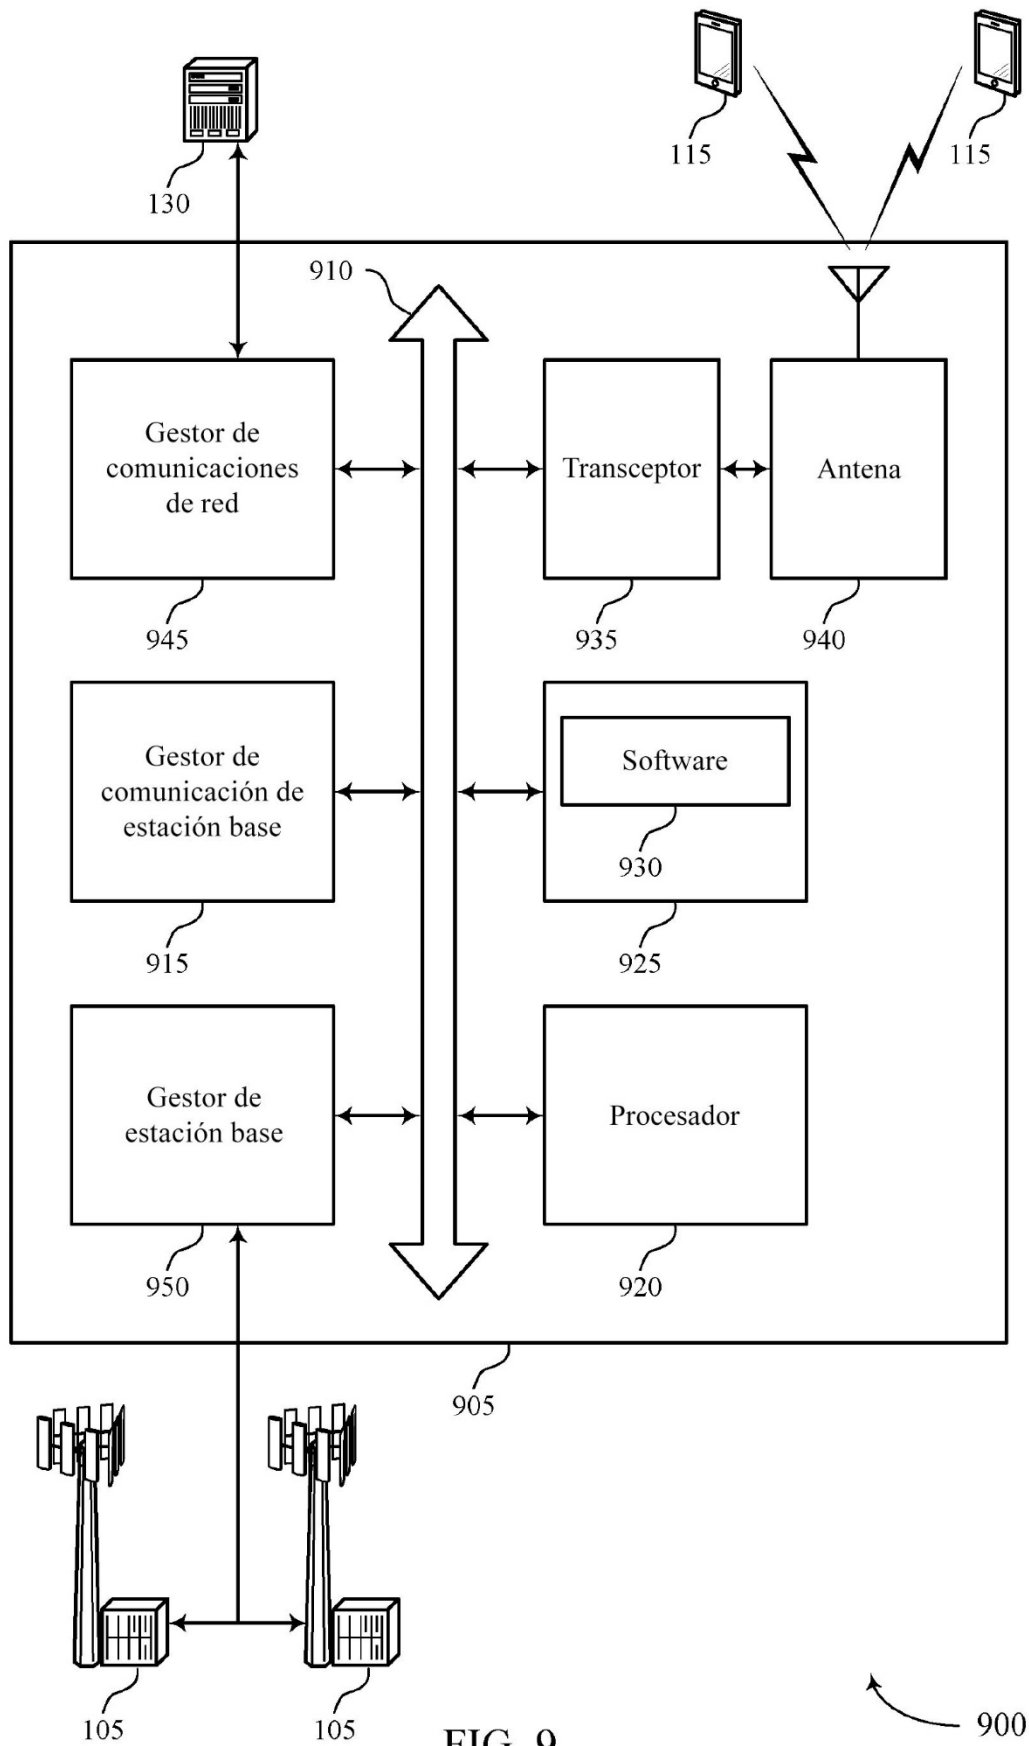 115
115
130
910
Gestor de
comunicaciones
de red
Transceptor
Antena
945
935
940
Gestor de
comunicación de
estación base
Software
930
915
925
Gestor de
estación base
Procesador
950
920
905
105
105
FIG. 9
900